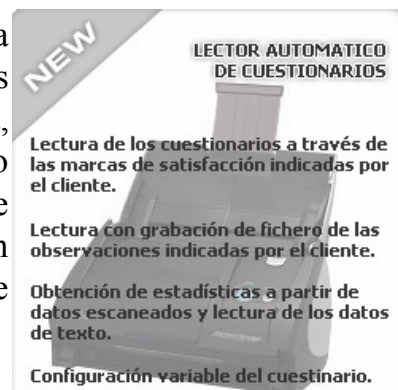 NEW
LECTOR AUTOMATICO
DE CUESTIONARIOS
Lectura de los cuestionarios a través de
las marcas de satisfacción indicadas por
el cliente.
Lectura con grabación de fichero de las
observaciones indicadas por el cliente.
Obtención de estadísticas a partir de
datos escaneados y lectura de los datos
de texto.
Configuración variable del cuestinario.